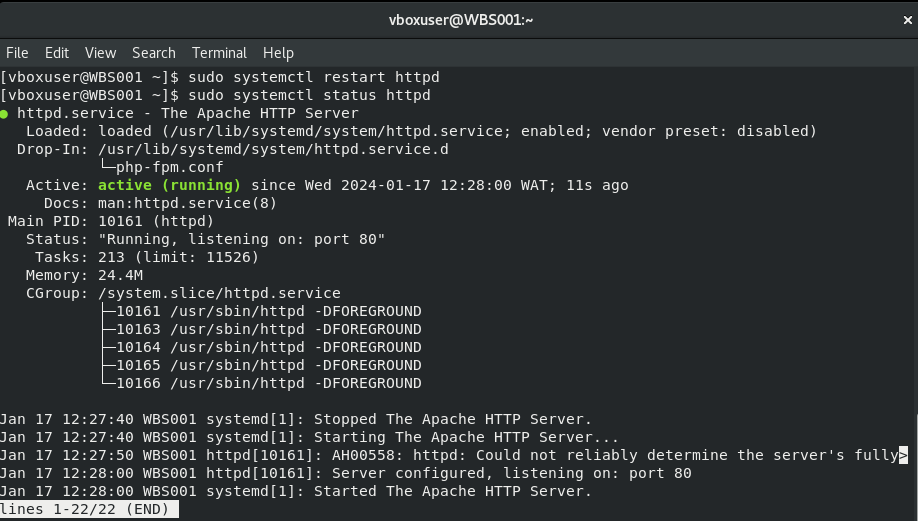 vboxuser@WBS001:~ ×
File Edit View Search Terminal Help
[vboxuser@WBS001 ~]$ sudo systemctl restart httpd
[vboxuser@WBS001 ~]$ sudo systemctl status httpd
● httpd.service - The Apache HTTP Server
   Loaded: loaded (/usr/lib/systemd/system/httpd.service; enabled; vendor preset: disabled)
  Drop-In: /usr/lib/systemd/system/httpd.service.d
           └─php-fpm.conf
   Active: active (running) since Wed 2024-01-17 12:28:00 WAT; 11s ago
     Docs: man:httpd.service(8)
 Main PID: 10161 (httpd)
   Status: "Running, listening on: port 80"
    Tasks: 213 (limit: 11526)
   Memory: 24.4M
   CGroup: /system.slice/httpd.service
           ├─10161 /usr/sbin/httpd -DFOREGROUND
           ├─10163 /usr/sbin/httpd -DFOREGROUND
           ├─10164 /usr/sbin/httpd -DFOREGROUND
           ├─10165 /usr/sbin/httpd -DFOREGROUND
           └─10166 /usr/sbin/httpd -DFOREGROUND

Jan 17 12:27:40 WBS001 systemd[1]: Stopped The Apache HTTP Server.
Jan 17 12:27:40 WBS001 systemd[1]: Starting The Apache HTTP Server...
Jan 17 12:27:50 WBS001 httpd[10161]: AH00558: httpd: Could not reliably determine the server's fully>
Jan 17 12:28:00 WBS001 httpd[10161]: Server configured, listening on: port 80
Jan 17 12:28:00 WBS001 systemd[1]: Started The Apache HTTP Server.
lines 1-22/22 (END)